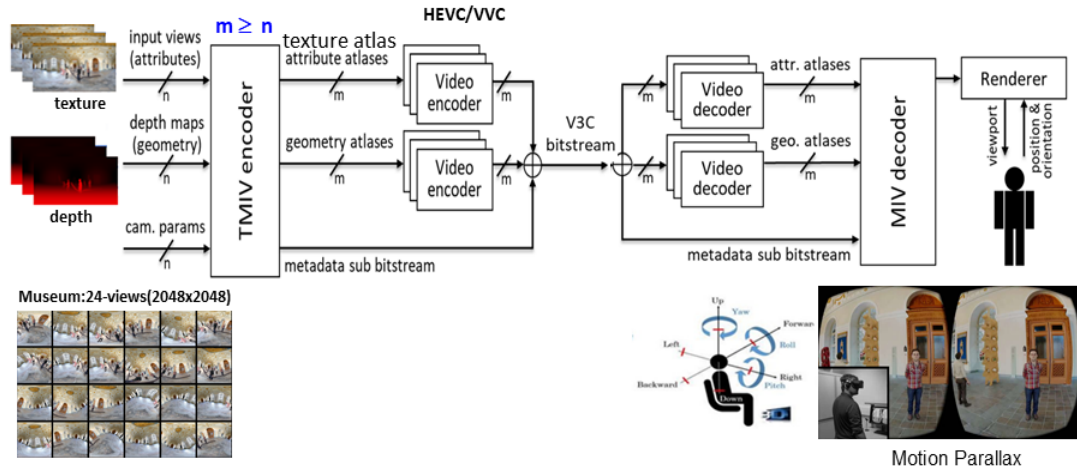 HEVC/VVC
m ≥ n
input views
(attributes)
n
texture
depth maps
(geometry)
n
depth
cam. params
n
TMIV encoder
texture atlas
attribute atlases
m
geometry atlases
m
metadata sub bitstream
Video
encoder
m
Video
encoder
m
V3C
bitstream
m
Video
decoder
m
Video
decoder
attr. atlases
m
geo. atlases
m
metadata sub bitstream
MIV decoder
Renderer
viewport
position &
orientation
Museum:24-views(2048x2048)
Up
Yaw
Forward
Left
Roll
Right
Backward
Pitch
Down
Motion Parallax